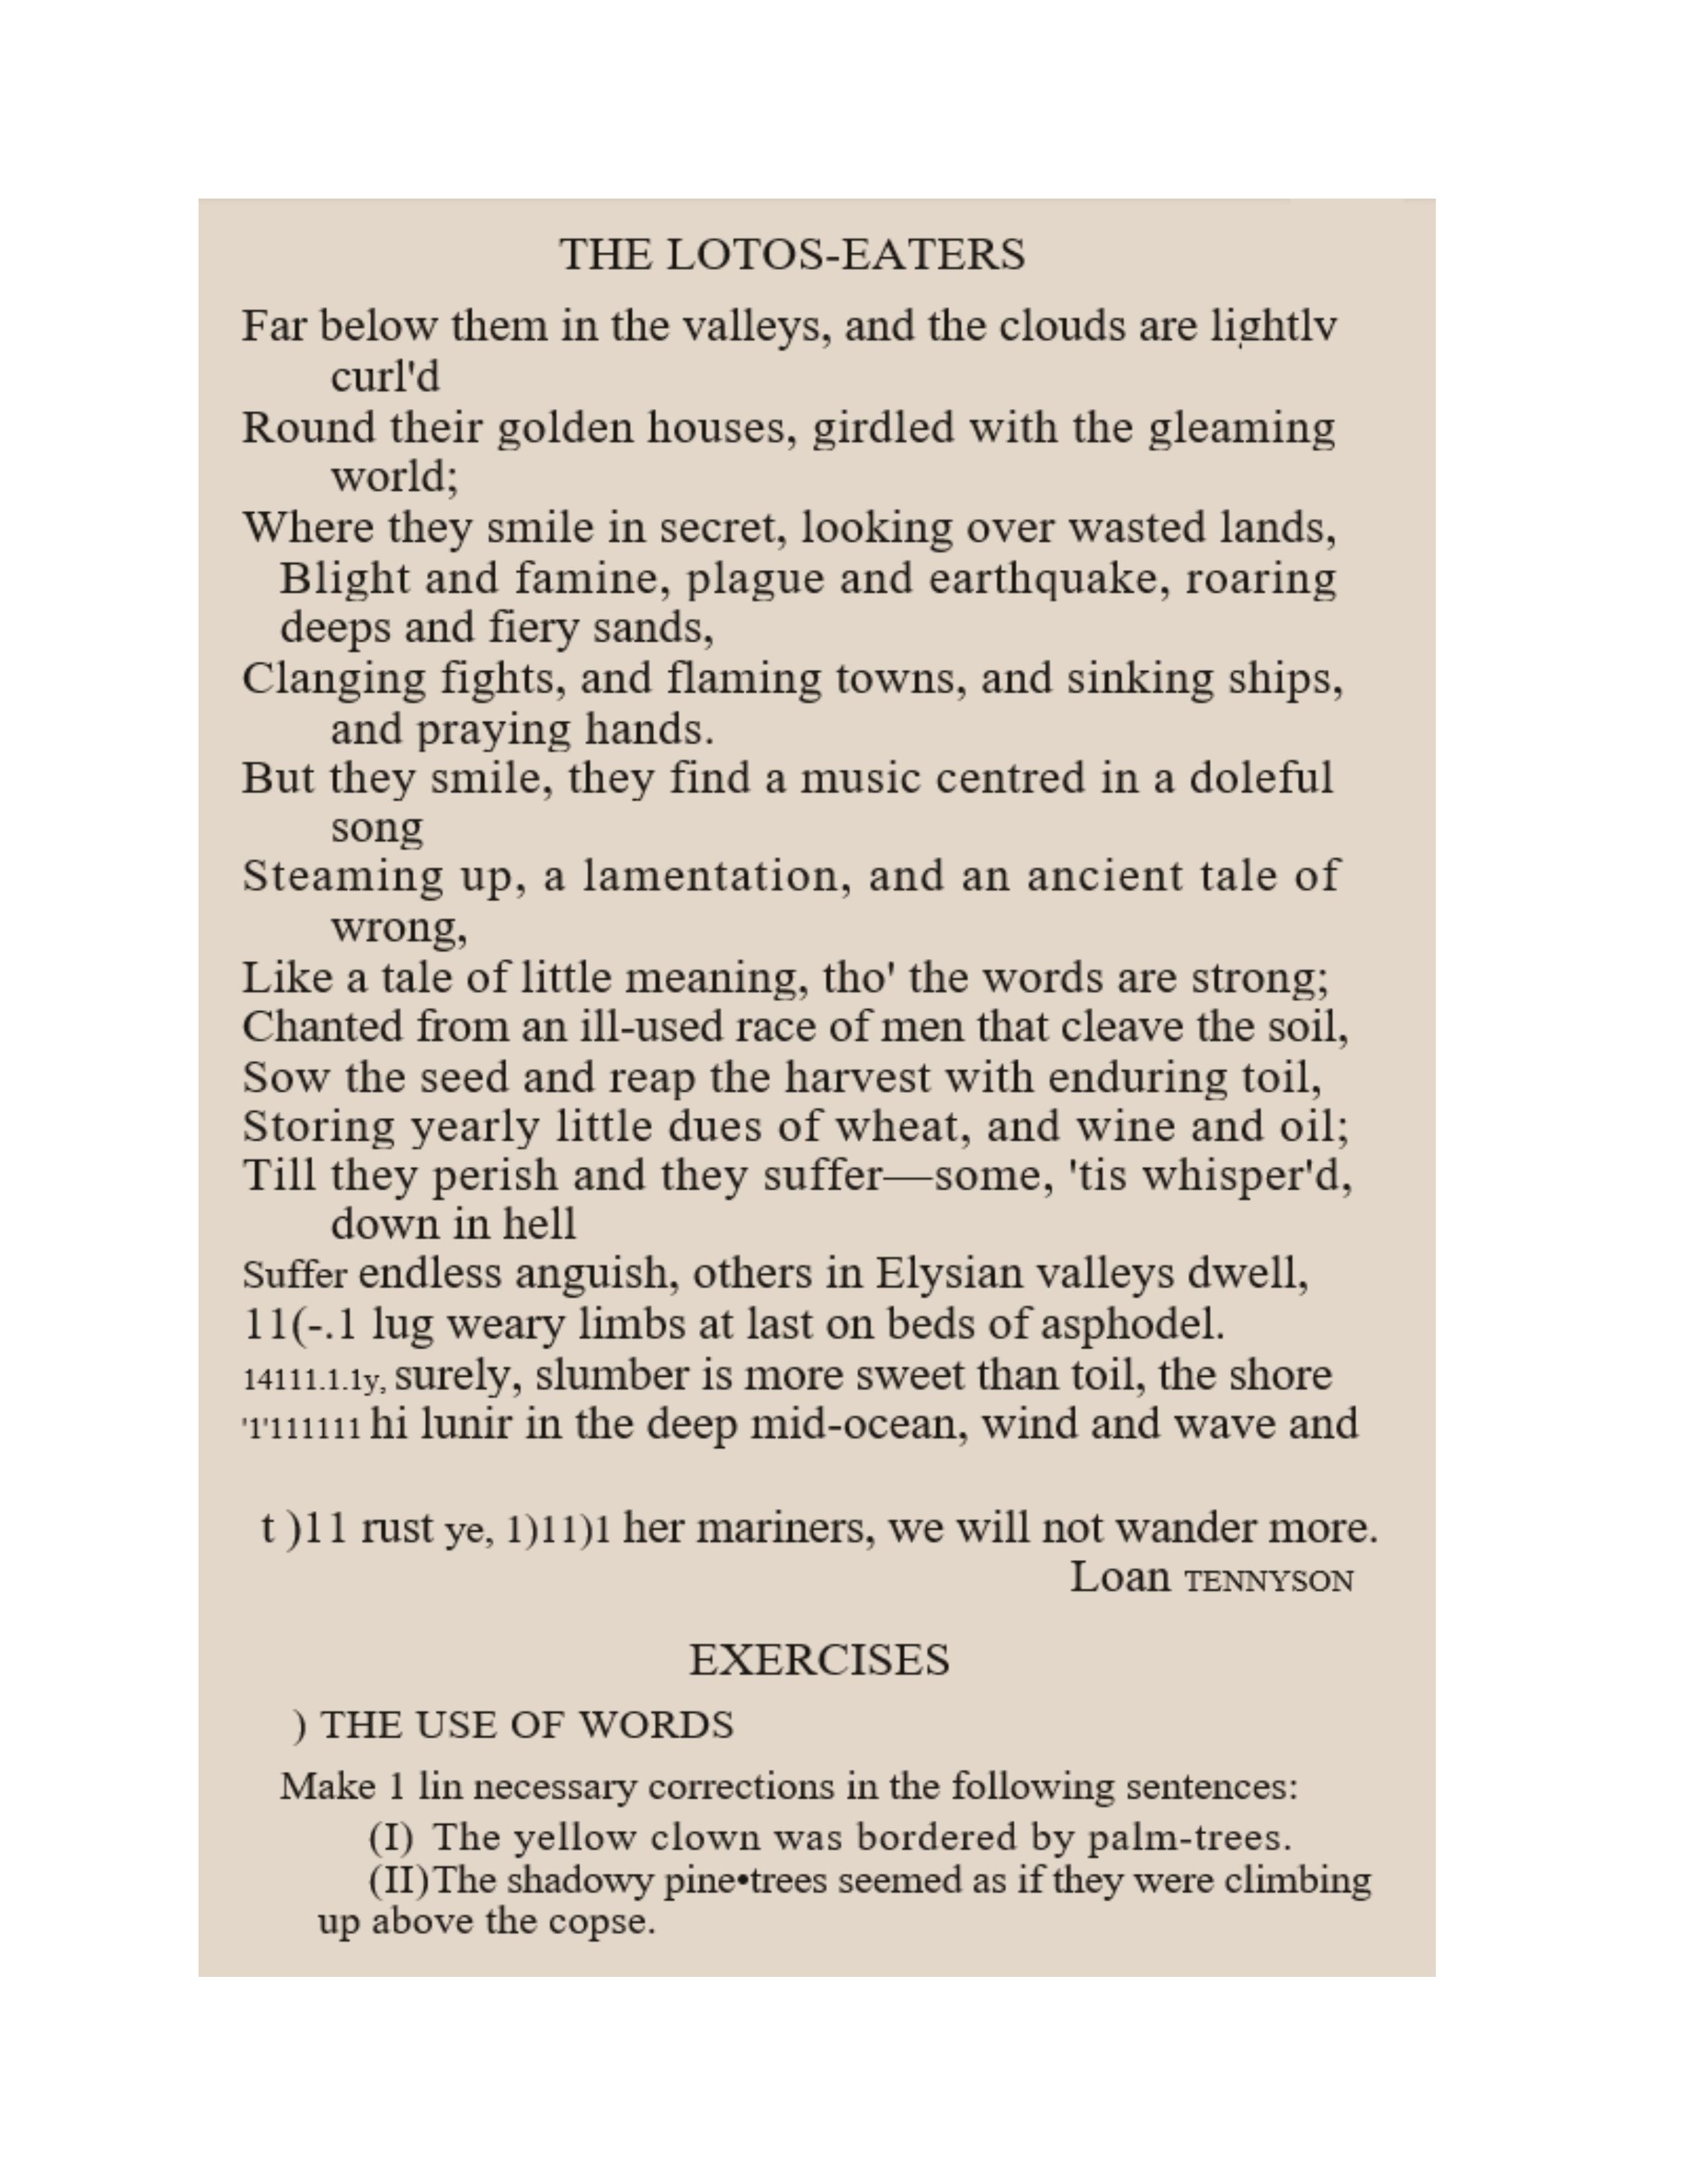 THE LOTOS-EATERS
Far below them in the valleys, and the clouds are lightlv
curl'd
Round their golden houses, girdled with the gleaming
world;
Where they smile in secret, looking over wasted lands,
Blight and famine, plague and earthquake, roaring
deeps and fiery sands,
Clanging fights, and flaming towns, and sinking ships,
and praying hands.
But they smile, they find a music centred in a doleful
song
Steaming up, a lamentation, and an ancient tale of
wrong,
Like a tale of little meaning, tho' the words are strong;
Chanted from an ill-used race of men that cleave the soil,
Sow the seed and reap the harvest with enduring toil,
Storing yearly little dues of wheat, and wine and oil;
Till they perish and they suffer—some, 'tis whisper'd,
down in hell
Suffer endless anguish, others in Elysian valleys dwell,
11(-.1 lug weary limbs at last on beds of asphodel.
14111.1.1y, surely, slumber is more sweet than toil, the shore
'1'111111 hi lunir in the deep mid-ocean, wind and wave and
t )11 rust ye, 1)11)1 her mariners, we will not wander more.
Loan TENNYSON
EXERCISES
) THE USE OF WORDS
Make 1 lin necessary corrections in the following sentences:
(I) The yellow clown was bordered by palm-trees.
(II)The shadowy pine•trees seemed as if they were climbing
up above the copse.